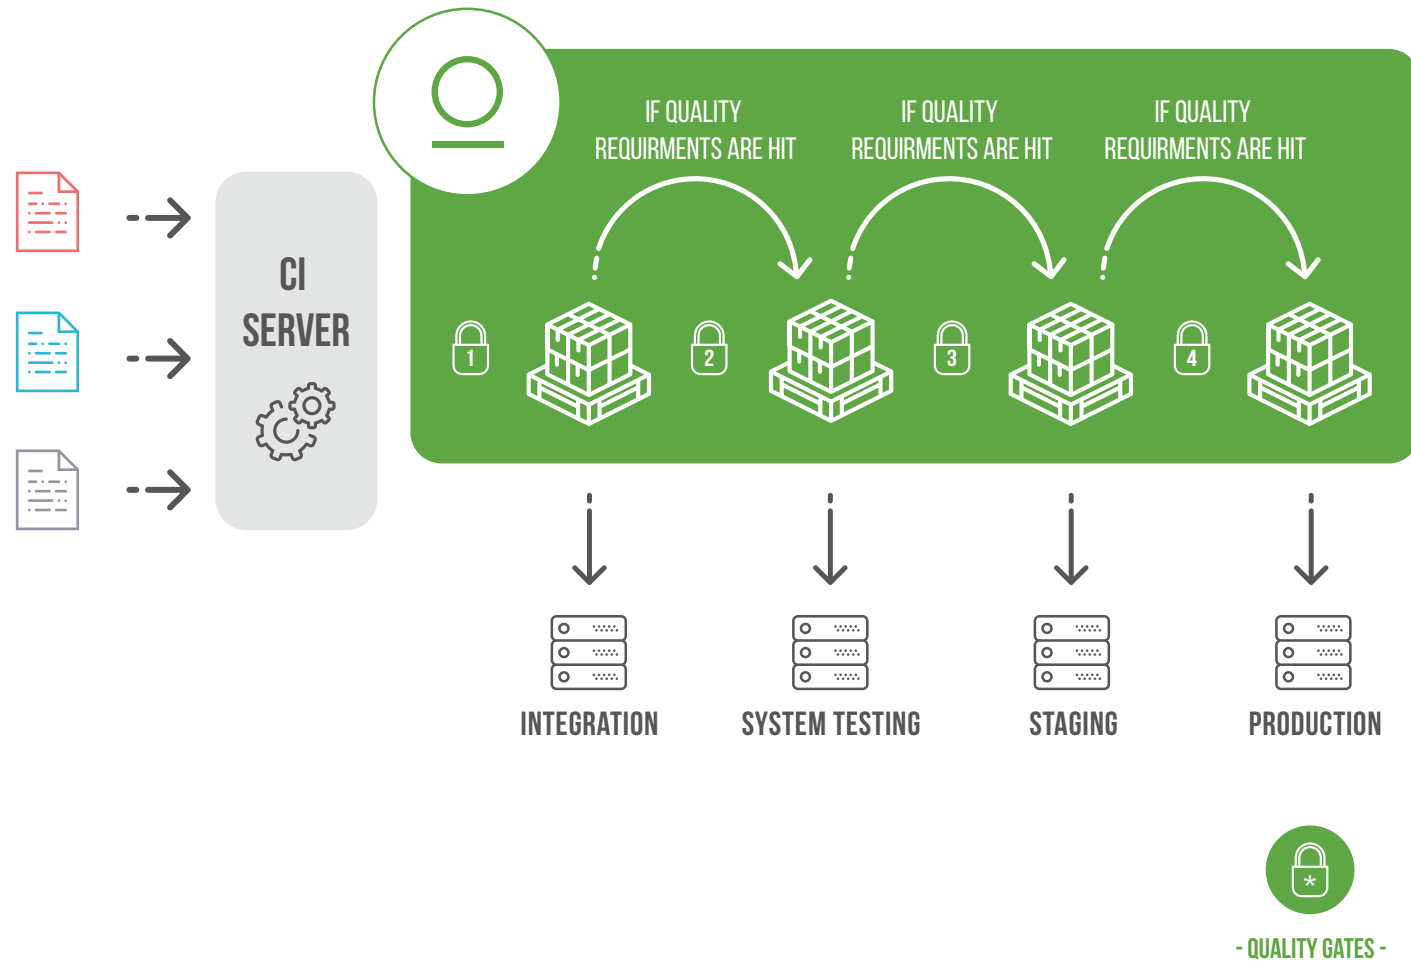 IF QUALITY
REQUIRMENTS ARE HIT
IF QUALITY
REQUIRMENTS ARE HIT
IF QUALITY
REQUIRMENTS ARE HIT
CI
SERVER
1
2
3
4
INTEGRATION
SYSTEM TESTING
STAGING
PRODUCTION
*
- QUALITY GATES -